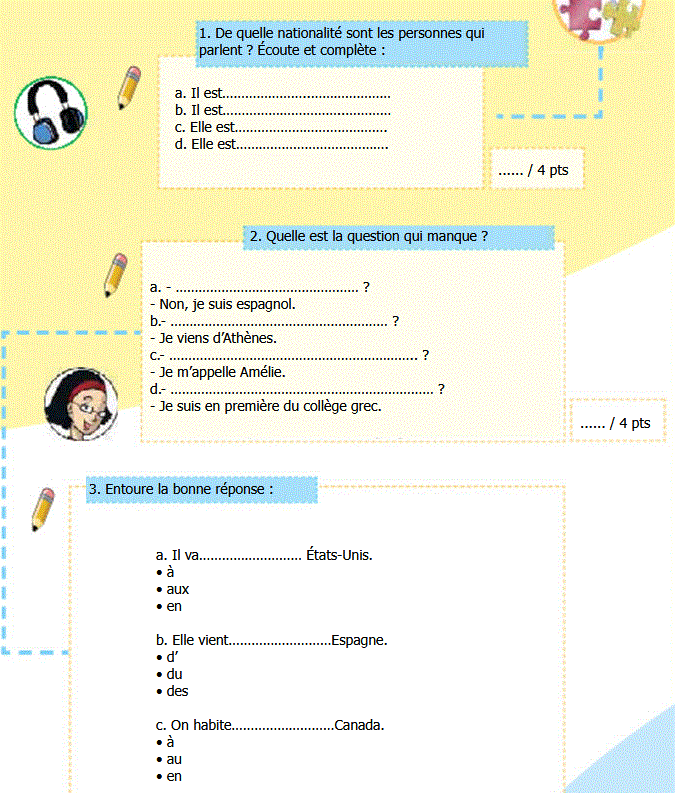 1. De quelle nationalité sont les personnes qui
parlent ? Écoute et complète :
a. Il est............................................
b. Il est............................................
c. Elle est........................................
d. Elle est........................................
...... / 4 pts
2. Quelle est la question qui manque ?
a. - ................................................ ?
- Non, je suis espagnol.
b.- ......................................................... ?
- Je viens d’Athènes.
c.- ................................................................. ?
- Je m’appelle Amélie.
d.- ..................................................................... ?
- Je suis en première du collège grec.
...... / 4 pts
3. Entoure la bonne réponse :
a. Il va........................... États-Unis.
• à
• aux
• en
b. Elle vient...........................Espagne.
• d’
• du
• des
c. On habite...........................Canada.
• à
• au
• en